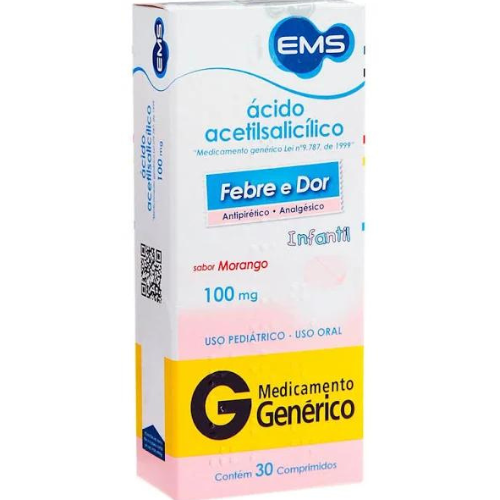 EMS
ácido
acetilsalicílico
"Medicamento genérico Lei nº9.787, de 1999"
Febre e Dor
Antipirético • Analgésico
Infantil
sabor Morango
100 mg
USO PEDIÁTRICO - USO ORAL
G Medicamento
Genérico
Contém 30 Comprimidos
ácido
acetilsalicílico
100 mg